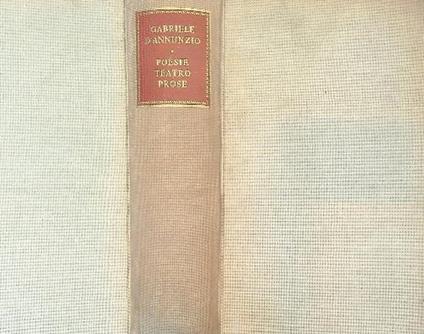 GABRIELE
D'ANNUNZIO
•
POESIE
TEATRO
PROSE